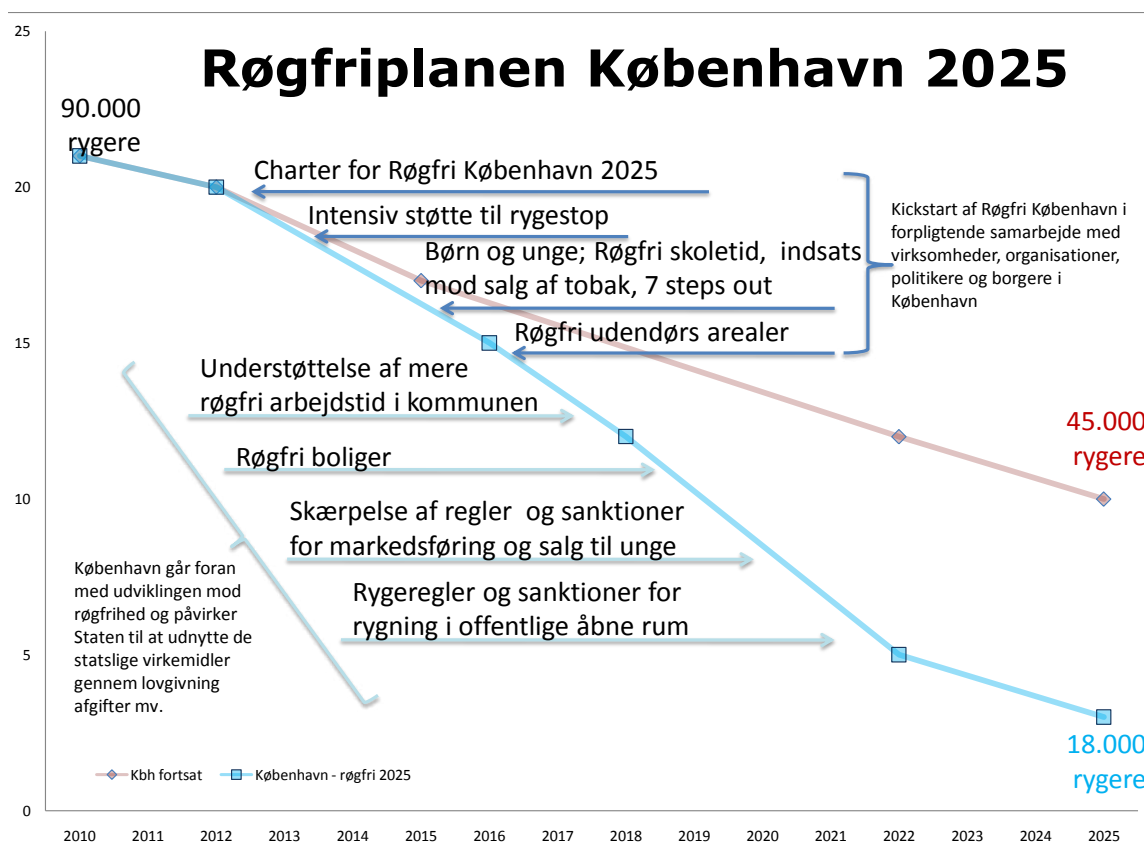 Røgfriplanen København 2025
25
20
15
10
5
0
90.000
rygere
Charter for Røgfri København 2025
Intensiv støtte til rygestop
Børn og unge; Røgfri skoletid, indsats
mod salg af tobak, 7 steps out
Røgfri udendørs arealer
Kickstart af Røgfri København i
forpligtende samarbejde med
virksomheder, organisationer,
politikere og borgere i
København
Understøttelse af mere
røgfri arbejdstid i kommunen
Røgfri boliger
Skærpelse af regler og sanktioner
for markedsføring og salg til unge
Rygeregler og sanktioner for
rygning i offentlige åbne rum
København går foran
med udviklingen mod
røgfrihed og påvirker
Staten til at udnytte de
statslige virkemidler
gennem lovgivning
afgifter mv.
45.000
rygere
18.000
rygere
Kbh fortsat
København - røgfri 2025
2010 2011 2012 2013 2014 2015 2016 2017 2018 2019 2020 2021 2022 2023 2024 2025